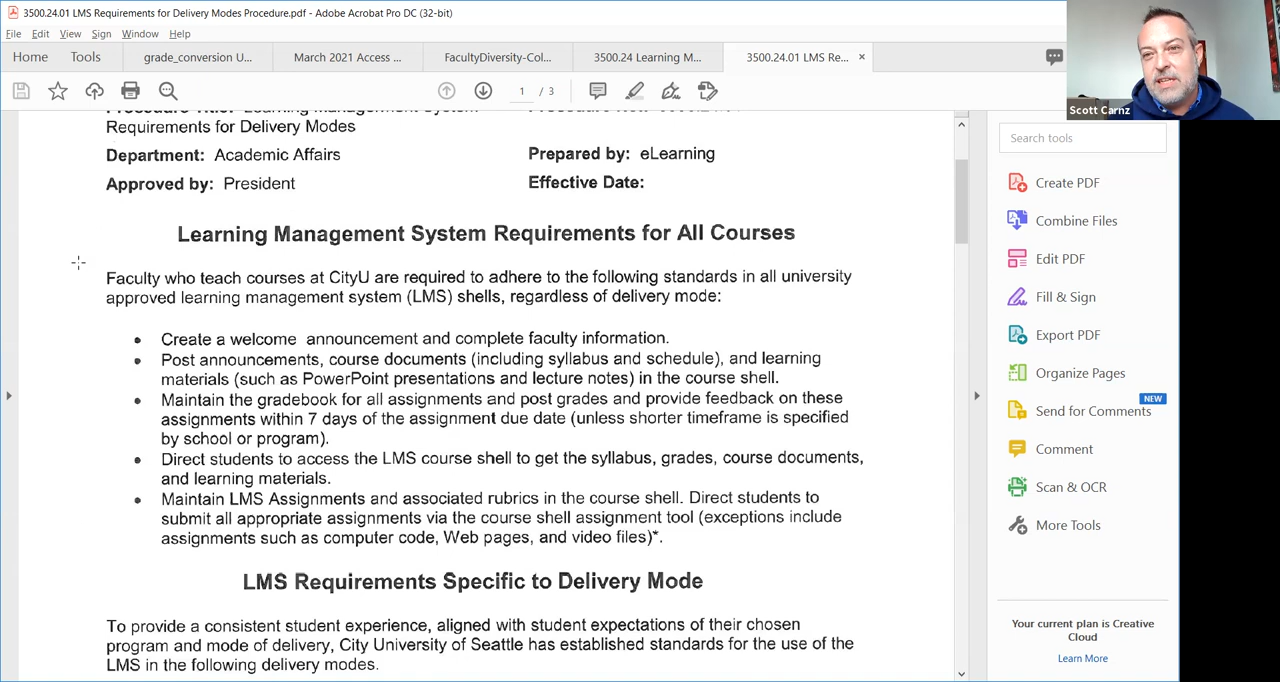 3500.24.01 LMS Requirements for Delivery Modes Procedure.pdf - Adobe Acrobat Pro DC (32-bit)
File Edit View Sign Window Help
Home Tools grade_conversion U... March 2021 Access ... FacultyDiversity-Col... 3500.24 Learning M... 3500.24.01 LMS Re... ×
1 / 3
Scott Carnz
Requirements for Delivery Modes
Department: Academic Affairs Prepared by: eLearning
Approved by: President Effective Date:
Learning Management System Requirements for All Courses
Faculty who teach courses at CityU are required to adhere to the following standards in all university
approved learning management system (LMS) shells, regardless of delivery mode:
• Create a welcome announcement and complete faculty information.
• Post announcements, course documents (including syllabus and schedule), and learning
materials (such as PowerPoint presentations and lecture notes) in the course shell.
• Maintain the gradebook for all assignments and post grades and provide feedback on these
assignments within 7 days of the assignment due date (unless shorter timeframe is specified
by school or program).
• Direct students to access the LMS course shell to get the syllabus, grades, course documents,
and learning materials.
• Maintain LMS Assignments and associated rubrics in the course shell. Direct students to
submit all appropriate assignments via the course shell assignment tool (exceptions include
assignments such as computer code, Web pages, and video files)*.
LMS Requirements Specific to Delivery Mode
To provide a consistent student experience, aligned with student expectations of their chosen
program and mode of delivery, City University of Seattle has established standards for the use of the
LMS in the following delivery modes.
Search tools
Create PDF
Combine Files
Edit PDF
Fill & Sign
Export PDF
Organize Pages
NEW
Send for Comments
Comment
Scan & OCR
More Tools
Your current plan is Creative
Cloud
Learn More